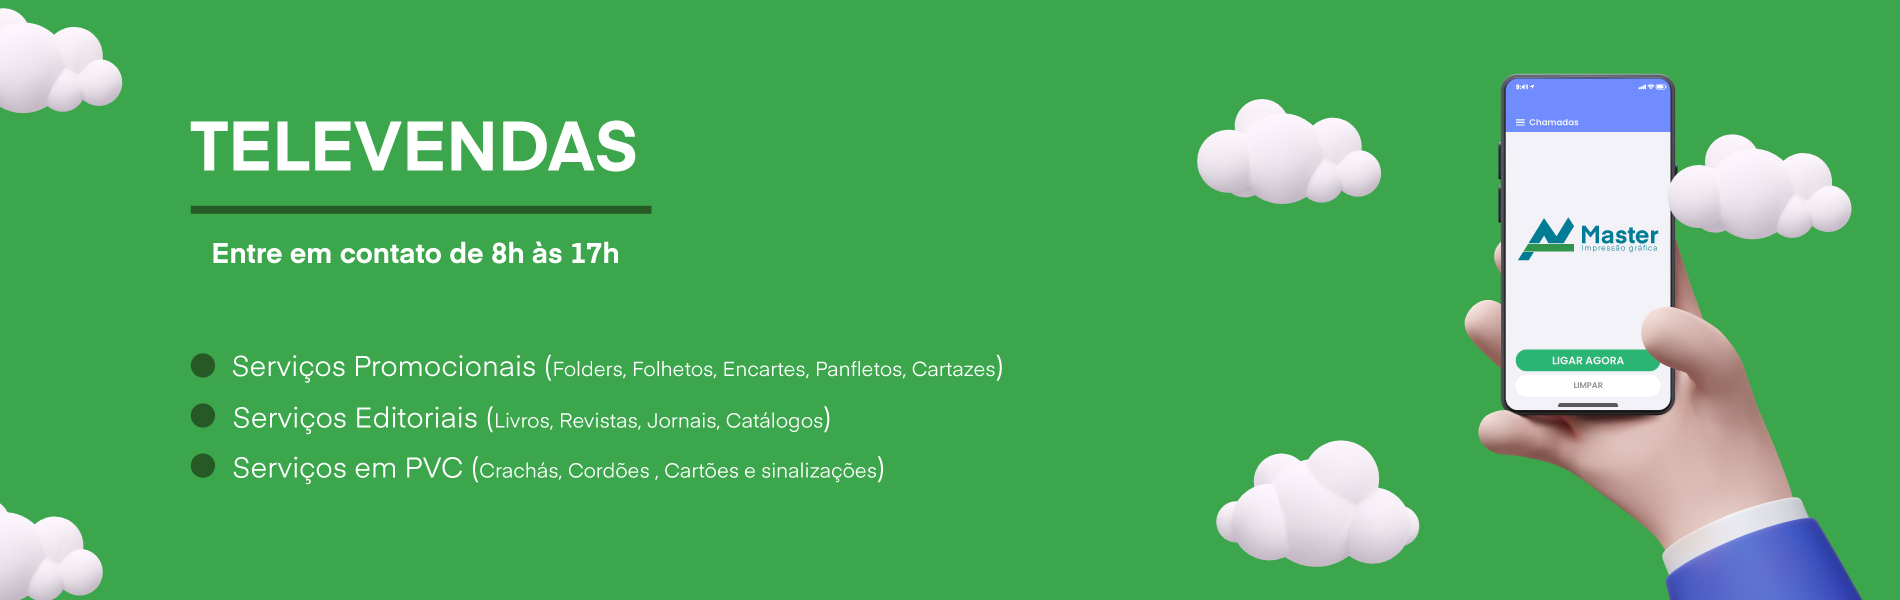 TELEVENDAS
Entre em contato de 8h às 17h
Serviços Promocionais (Folders, Folhetos, Encartes, Panfletos, Cartazes)
Serviços Editoriais (Livros, Revistas, Jornais, Catálogos)
Serviços em PVC (Crachás, Cordões , Cartões e sinalizações)
9:41
Chamadas
Master
Impressão gráfica
LIGAR AGORA
LIMPAR